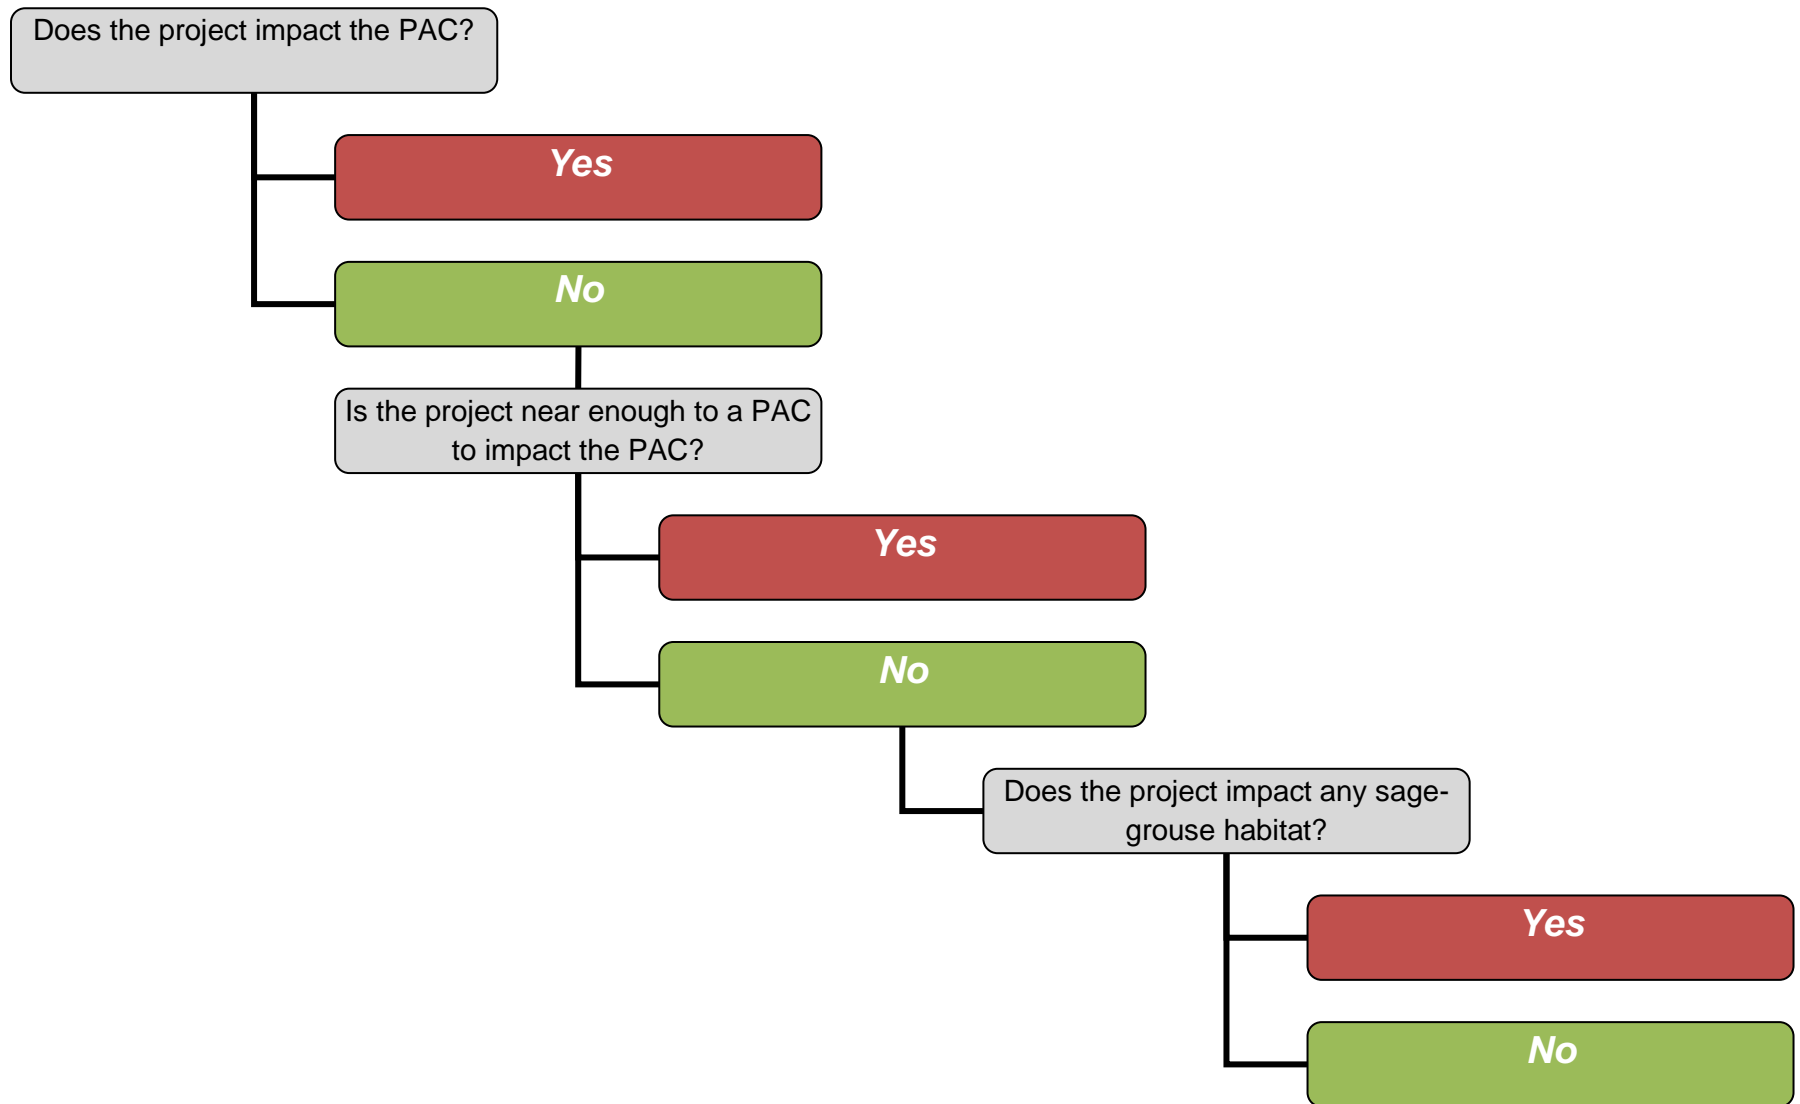 Does the project impact the PAC?
Yes
No
Is the project near enough to a PAC
to impact the PAC?
Yes
No
Does the project impact any sage-
grouse habitat?
Yes
No